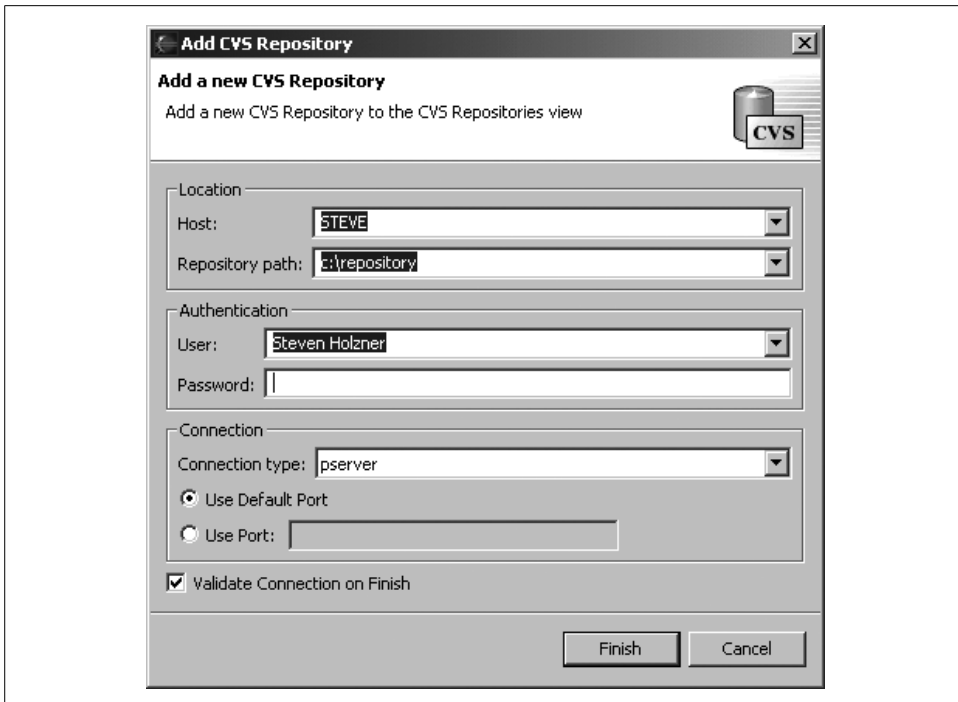 Add CVS Repository
Add a new CVS Repository
Add a new CVS Repository to the CVS Repositories view
CVS
Location
Host: STEVE
Repository path: c:\repository
Authentication
User: Steven Holzner
Password:
Connection
Connection type: pserver
Use Default Port
Use Port:
Validate Connection on Finish
Finish Cancel